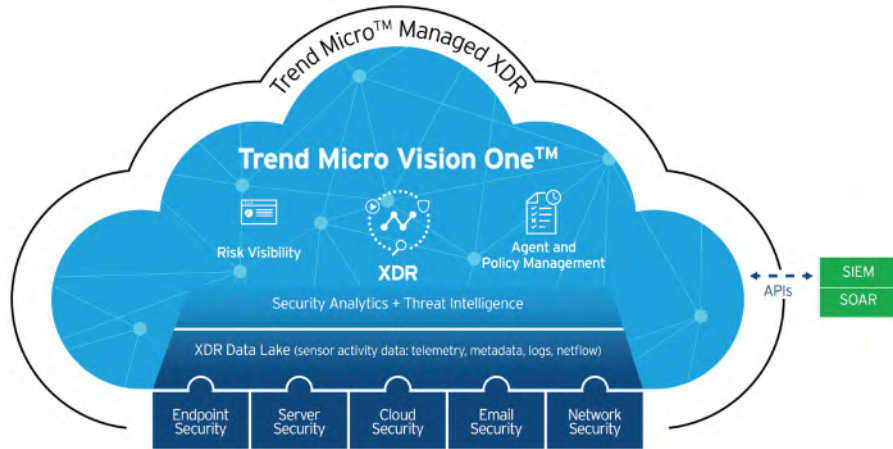 Trend Micro™ Managed XDR
Trend Micro Vision One™
Risk Visibility
XDR
Agent and
Policy Management
Security Analytics + Threat Intelligence
XDR Data Lake (sensor activity data: telemetry, metadata, logs, netflow)
Endpoint
Security
Server
Security
Cloud
Security
Email
Security
Network
Security
APIs
SIEM
SOAR